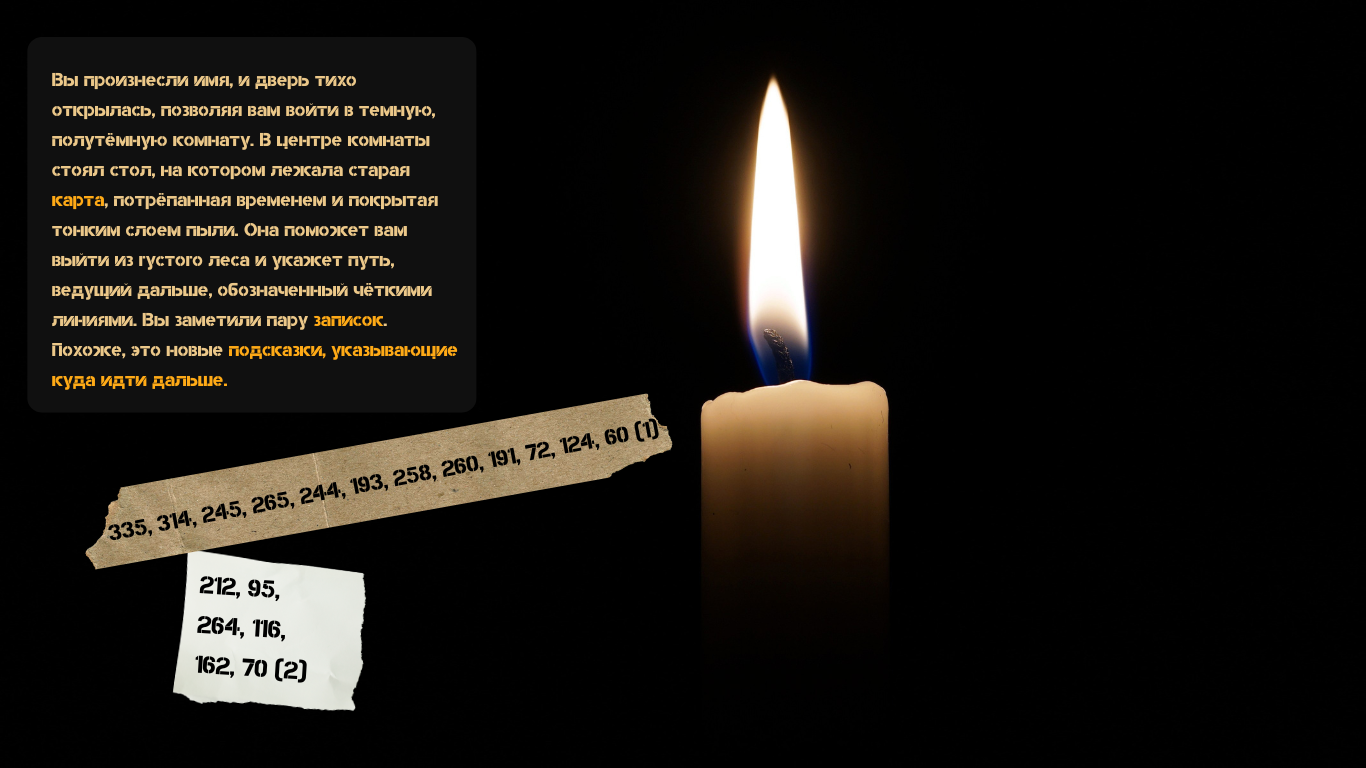 Вы произнесли имя, и дверь тихо
открылась, позволяя вам войти в темную,
полутёмную комнату. В центре комнаты
стоял стол, на котором лежала старая
карта, потрёпанная временем и покрытая
тонким слоем пыли. Она поможет вам
выйти из густого леса и укажет путь,
ведущий дальше, обозначенный чёткими
линиями. Вы заметили пару записок.
Похоже, это новые подсказки, указывающие
куда идти дальше.
335, 314, 245, 265, 244, 193, 258, 260, 191, 72, 124, 60 (1)
212, 95,
264, 116,
162, 70 (2)